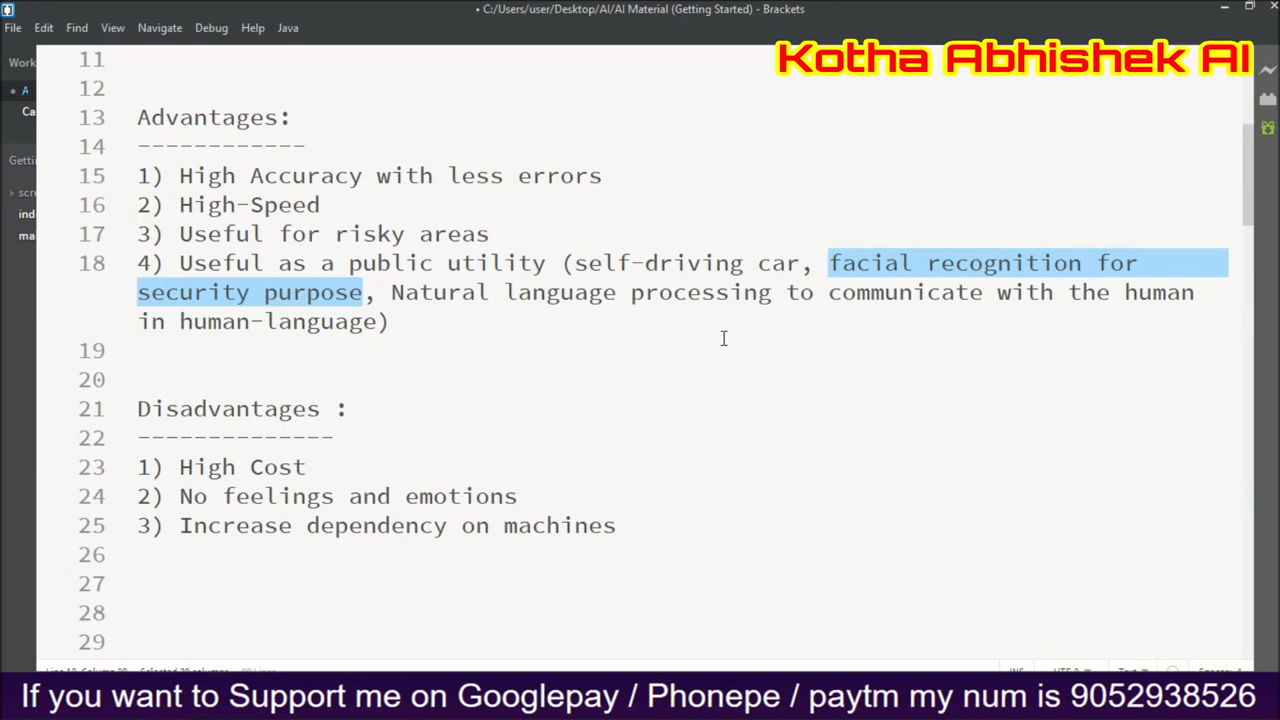 • C:/Users/user/Desktop/AI/AI Material (Getting Started) - Brackets
File Edit Find View Navigate Debug Help Java
Kotha Abhishek AI
11
12
13 Advantages:
14 ------------
15 1) High Accuracy with less errors
16 2) High-Speed
17 3) Useful for risky areas
18 4) Useful as a public utility (self-driving car, facial recognition for
security purpose, Natural language processing to communicate with the human
in human-language)
19
20
21 Disadvantages :
22 --------------
23 1) High Cost
24 2) No feelings and emotions
25 3) Increase dependency on machines
26
27
28
29
If you want to Support me on Googlepay / Phonepe / paytm my num is 9052938526